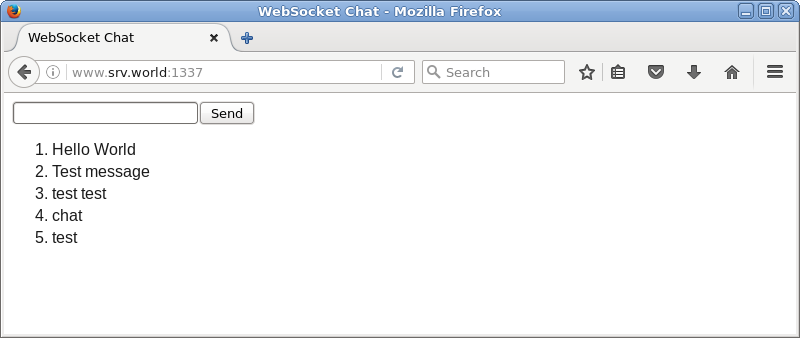 WebSocket Chat - Mozilla Firefox
WebSocket Chat
www.srv.world:1337
Search
Send
1. Hello World
2. Test message
3. test test
4. chat
5. test